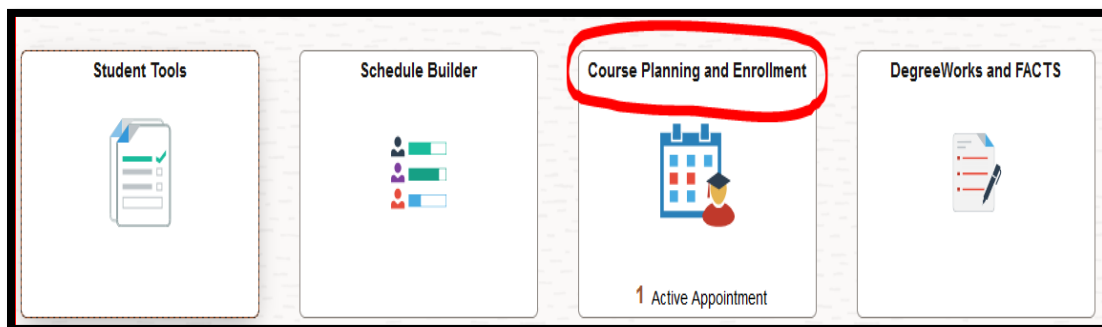 Student Tools
Schedule Builder
Course Planning and Enrollment
1 Active Appointment
DegreeWorks and FACTS